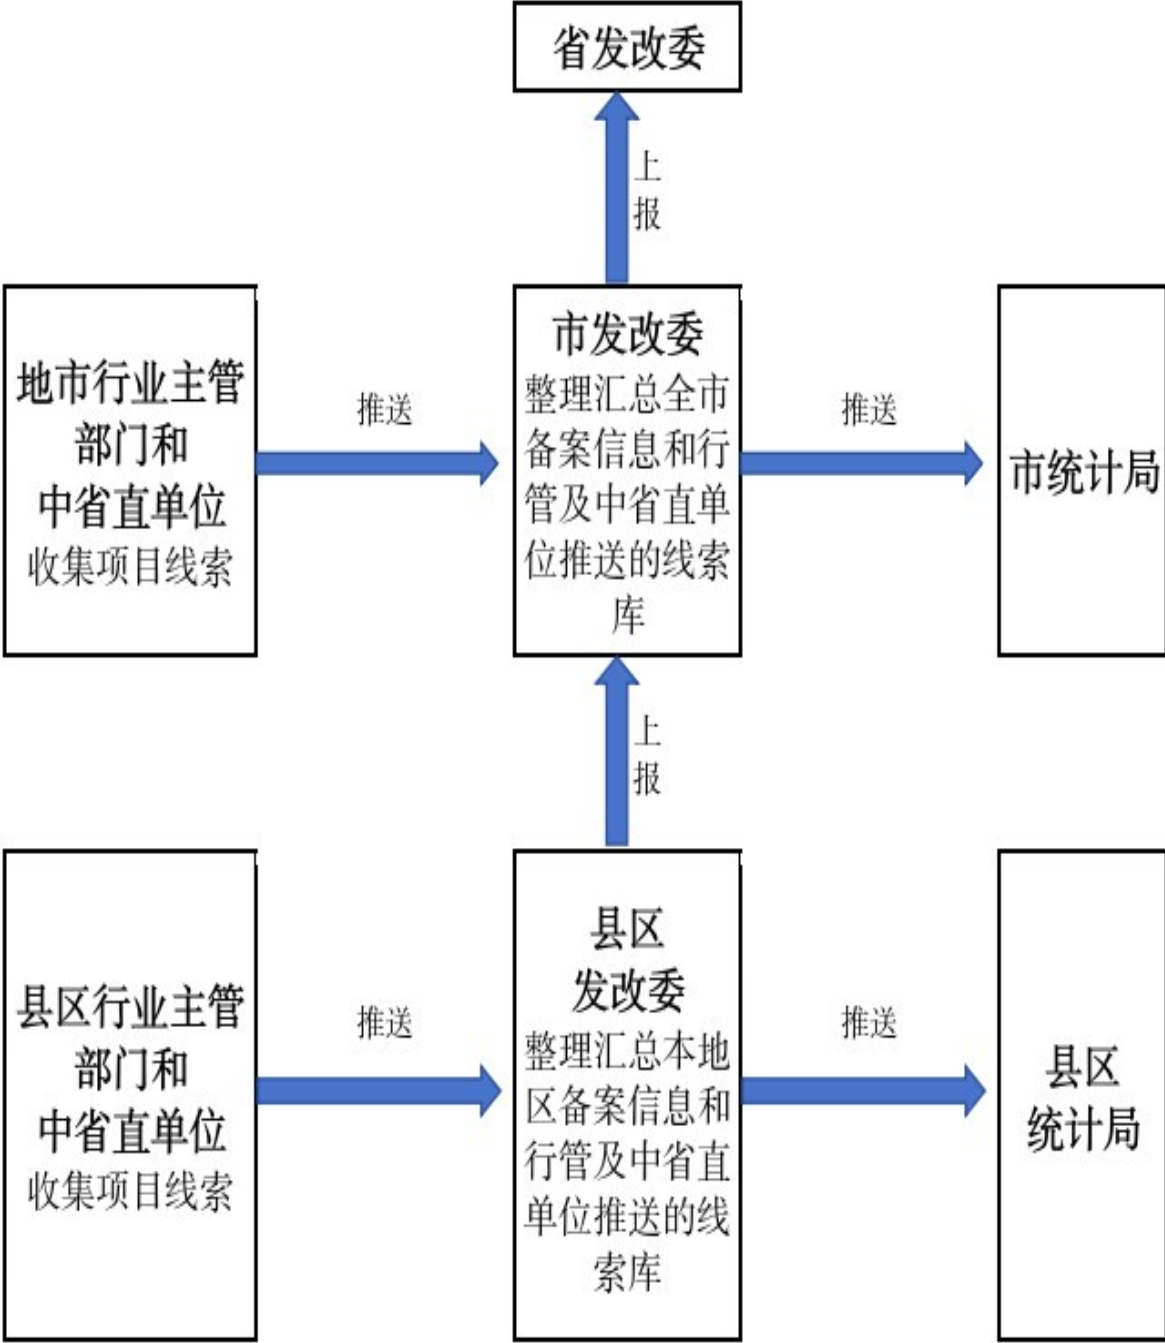 省发改委
上
报
地市行业主管
部门和
中省直单位
收集项目线索
推送
市发改委
整理汇总全市
备案信息和行
管及中省直单
位推送的线索
库
推送
市统计局
上
报
县区行业主管
部门和
中省直单位
收集项目线索
推送
县区
发改委
整理汇总本地
区备案信息和
行管及中省直
单位推送的线
索库
推送
县区
统计局